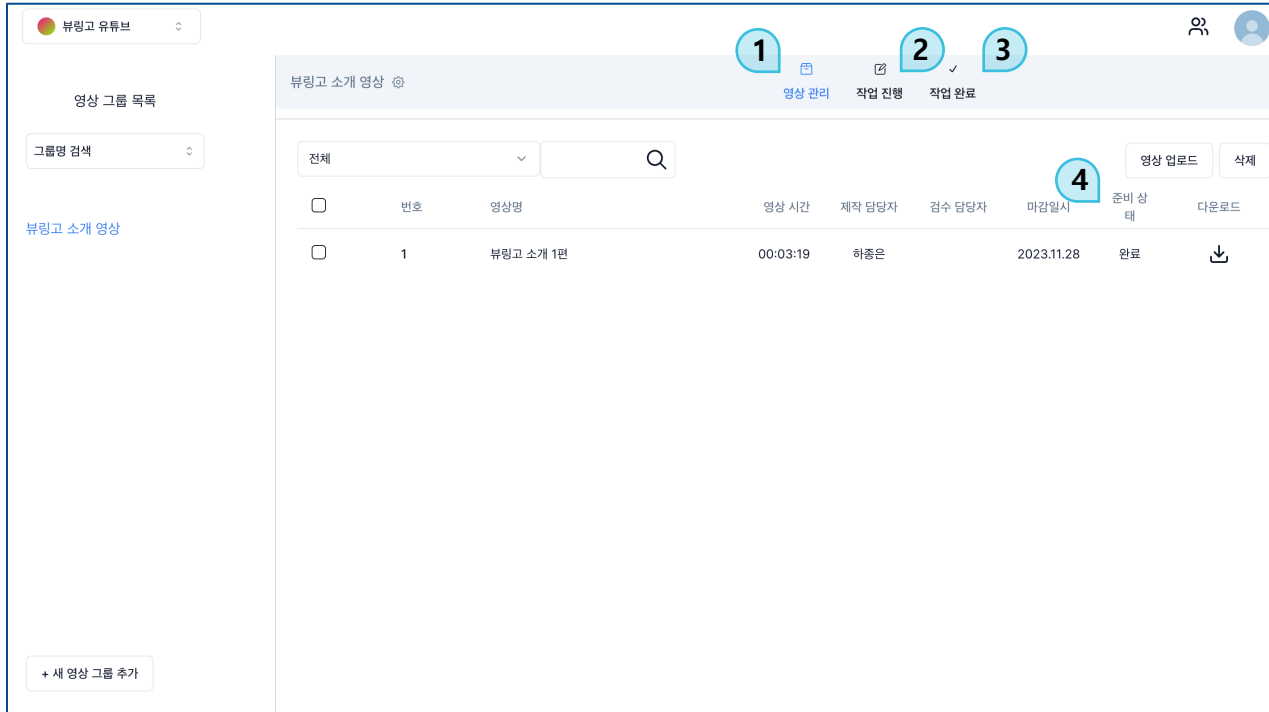 뷰링고 유튜브
1
2
3
뷰링고 소개 영상
영상 관리
작업 진행
작업 완료
영상 그룹 목록
그룹명 검색
뷰링고 소개 영상
+ 새 영상 그룹 추가
전체
영상 업로드
삭제
4
번호
영상명
영상 시간
제작 담당자
검수 담당자
마감일시
준비 상
태
다운로드
1
뷰링고 소개 1편
00:03:19
하종은
2023.11.28
완료